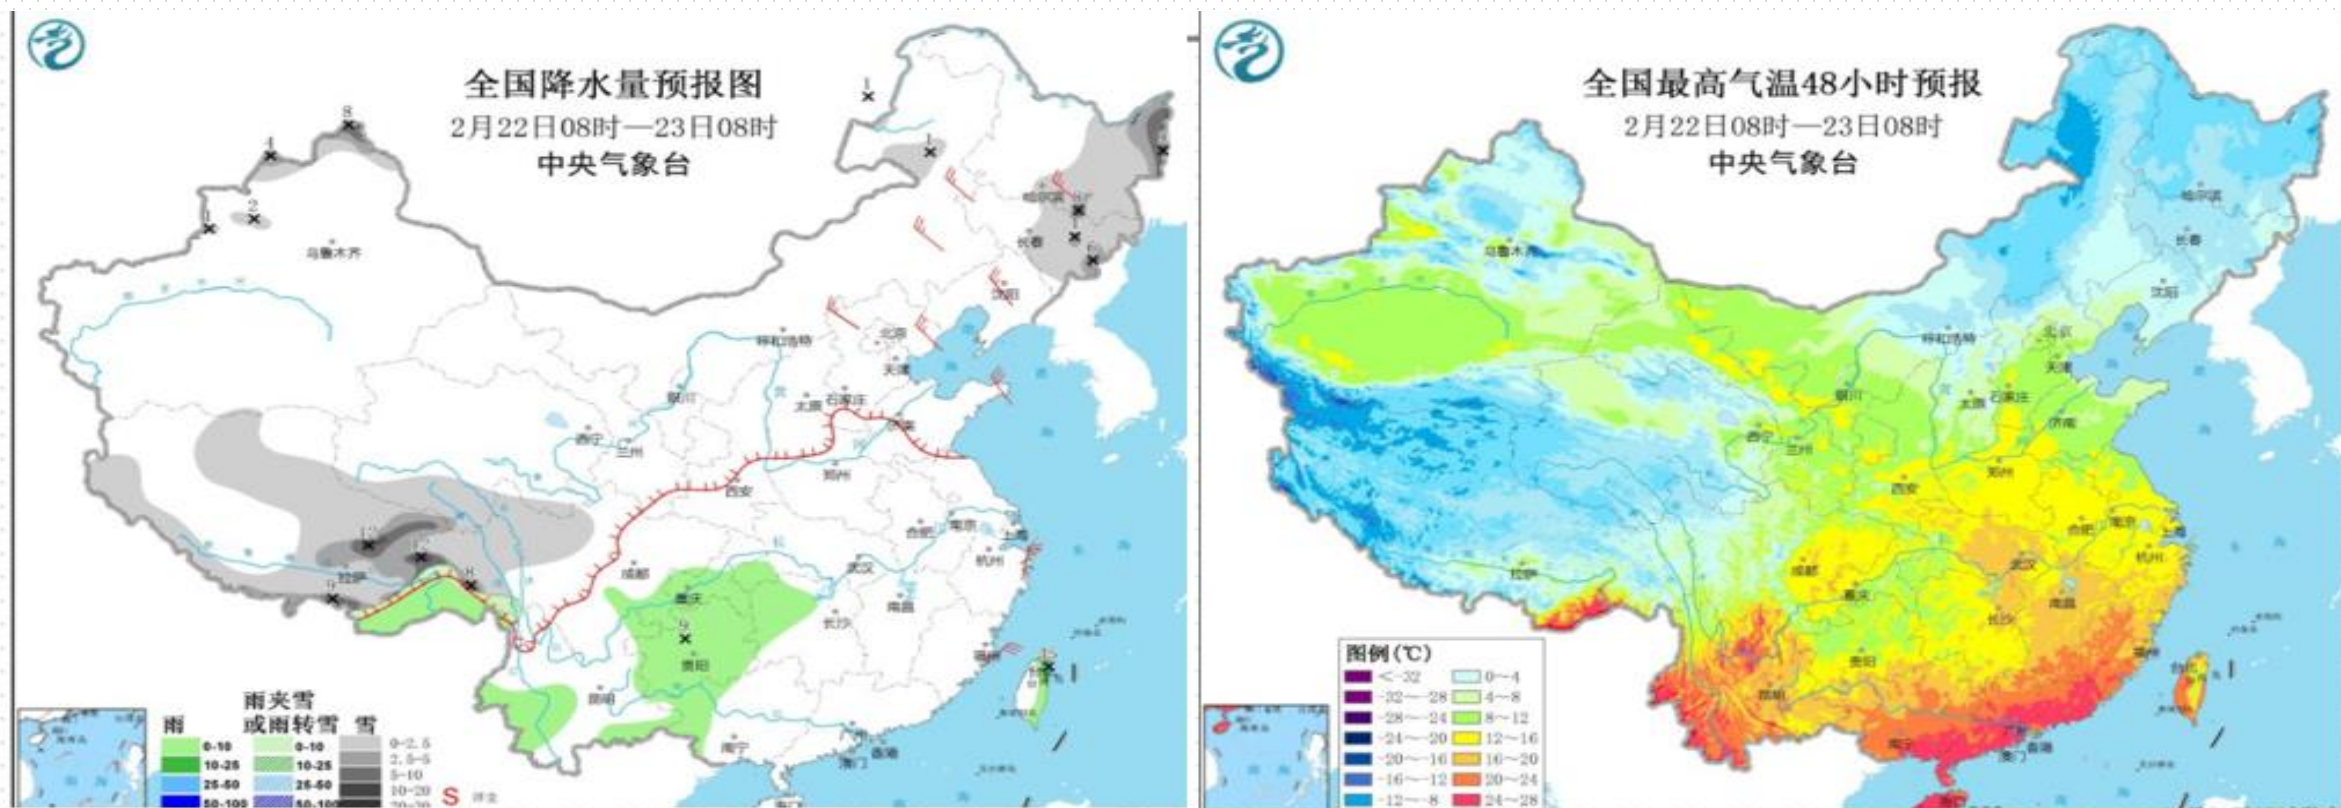 全国降水量预报图
2月22日08时—23日08时
中央气象台
4
8
1
1
1
2
乌鲁木齐
哈尔滨
长春
沈阳
呼和浩特
北京
天津
银川
太原
石家庄
济南
西宁
兰州
西安
郑州
合肥
南京
上海
杭州
拉萨
成都
重庆
武汉
南昌
长沙
9
贵阳
福州
昆明
南宁
香港
澳门
海口
雨
雨夹雪
或雨转雪
雪
0-10
0-10
0-2.5
10-25
10-25
2.5-5
25-50
25-50
5-10
50-100
50-100
10-20
S
全国最高气温48小时预报
2月22日08时—23日08时
中央气象台
哈尔滨
乌鲁木齐
长春
沈阳
呼和浩特
北京
天津
银川
太原
石家庄
济南
西宁
兰州
西安
郑州
合肥
南京
上海
杭州
拉萨
成都
重庆
武汉
南昌
长沙
贵阳
福州
台北
昆明
南宁
香港
澳门
图例(℃)
<-32
0～4
-32～-28
4～8
-28～-24
8～12
-24～-20
12～16
-20～-16
16～20
-16～-12
20～24
-12～-8
24～28